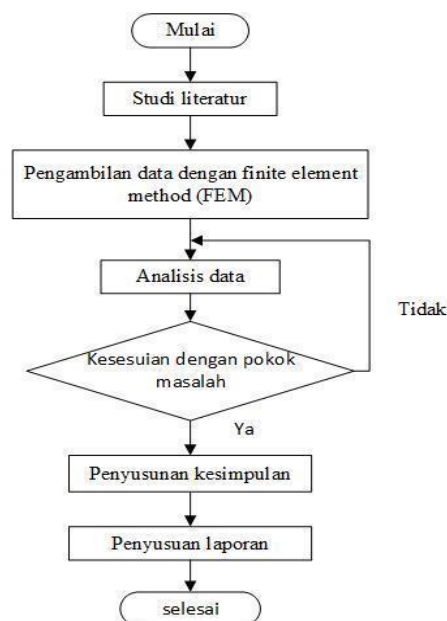 Mulai
Studi literatur
Pengambilan data dengan finite element
method (FEM)
Analisis data
Tidak
Kesesuian dengan pokok
masalah
Ya
Penyusunan kesimpulan
Penyusuan laporan
selesai